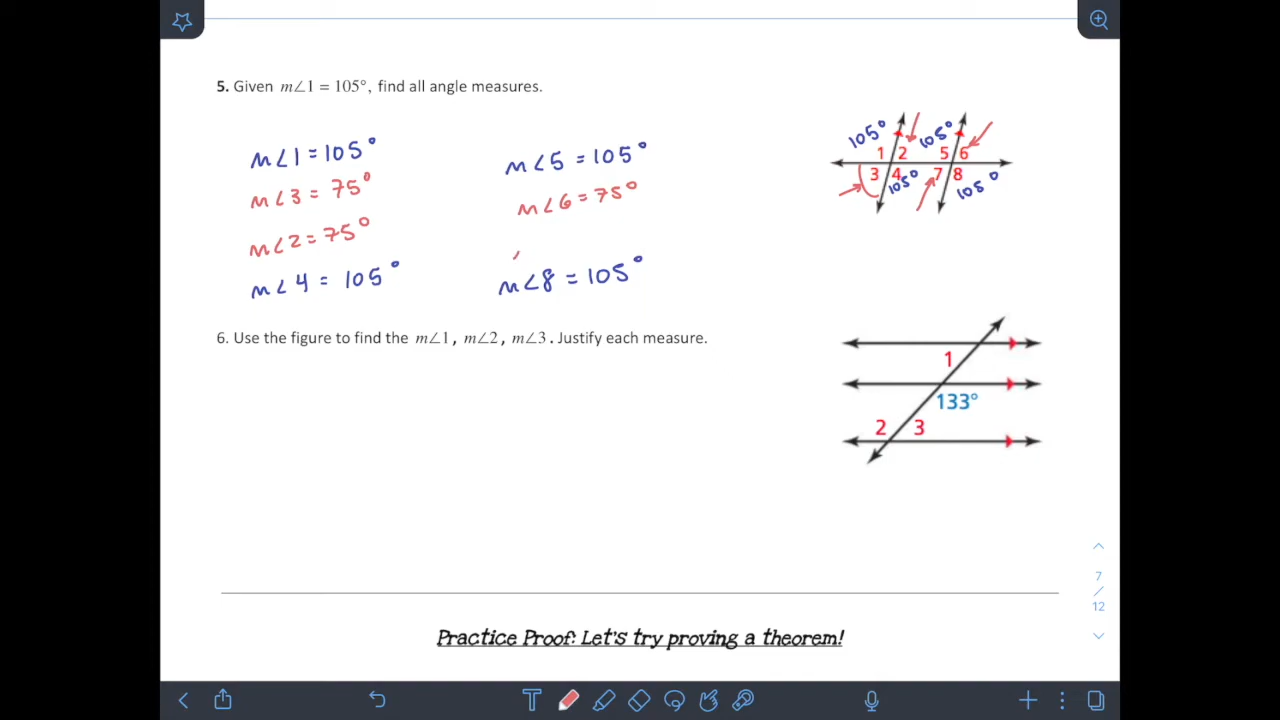 5. Given m∠1 = 105°, find all angle measures.
m∠1 = 105°
m∠3 = 75°
m∠2 = 75°
m∠4 = 105°
m∠5 = 105°
m∠6 = 75°
m∠8 = 105°
105° 105°
1 2 5 6
3 4 7 8
105° 105°
6. Use the figure to find the m∠1, m∠2, m∠3. Justify each measure.
1
133°
2 3
7
/
12
Practice Proof: Let's try proving a theorem!
T